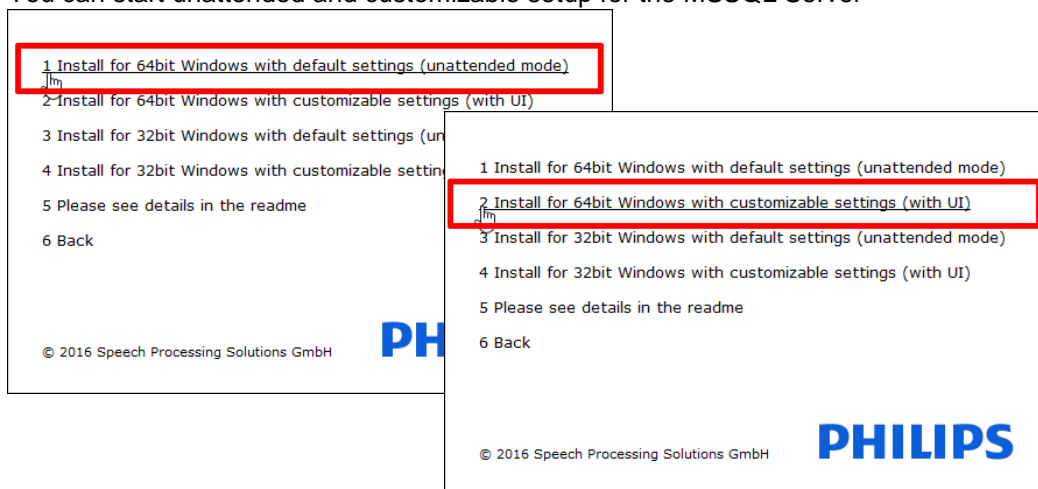 You can start unattended and customizable setup for the MSSQL Server
1 Install for 64bit Windows with default settings (unattended mode)
2 Install for 64bit Windows with customizable settings (with UI)
3 Install for 32bit Windows with default settings (un
4 Install for 32bit Windows with customizable settin
5 Please see details in the readme
6 Back
© 2016 Speech Processing Solutions GmbH
PH
1 Install for 64bit Windows with default settings (unattended mode)
2 Install for 64bit Windows with customizable settings (with UI)
3 Install for 32bit Windows with default settings (unattended mode)
4 Install for 32bit Windows with customizable settings (with UI)
5 Please see details in the readme
6 Back
© 2016 Speech Processing Solutions GmbH
PHILIPS